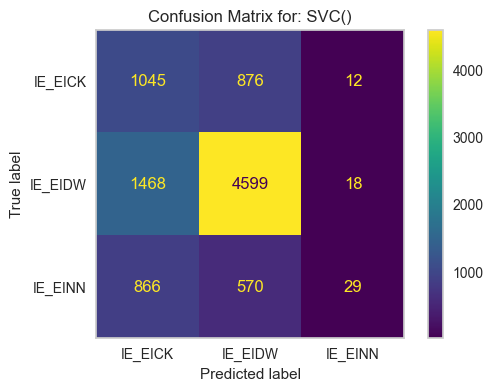 Confusion Matrix for: SVC()
True label
IE_EICK 1045 876 12
IE_EIDW 1468 4599 18
IE_EINN 866 570 29
IE_EICK IE_EIDW IE_EINN
Predicted label
4000
3000
2000
1000